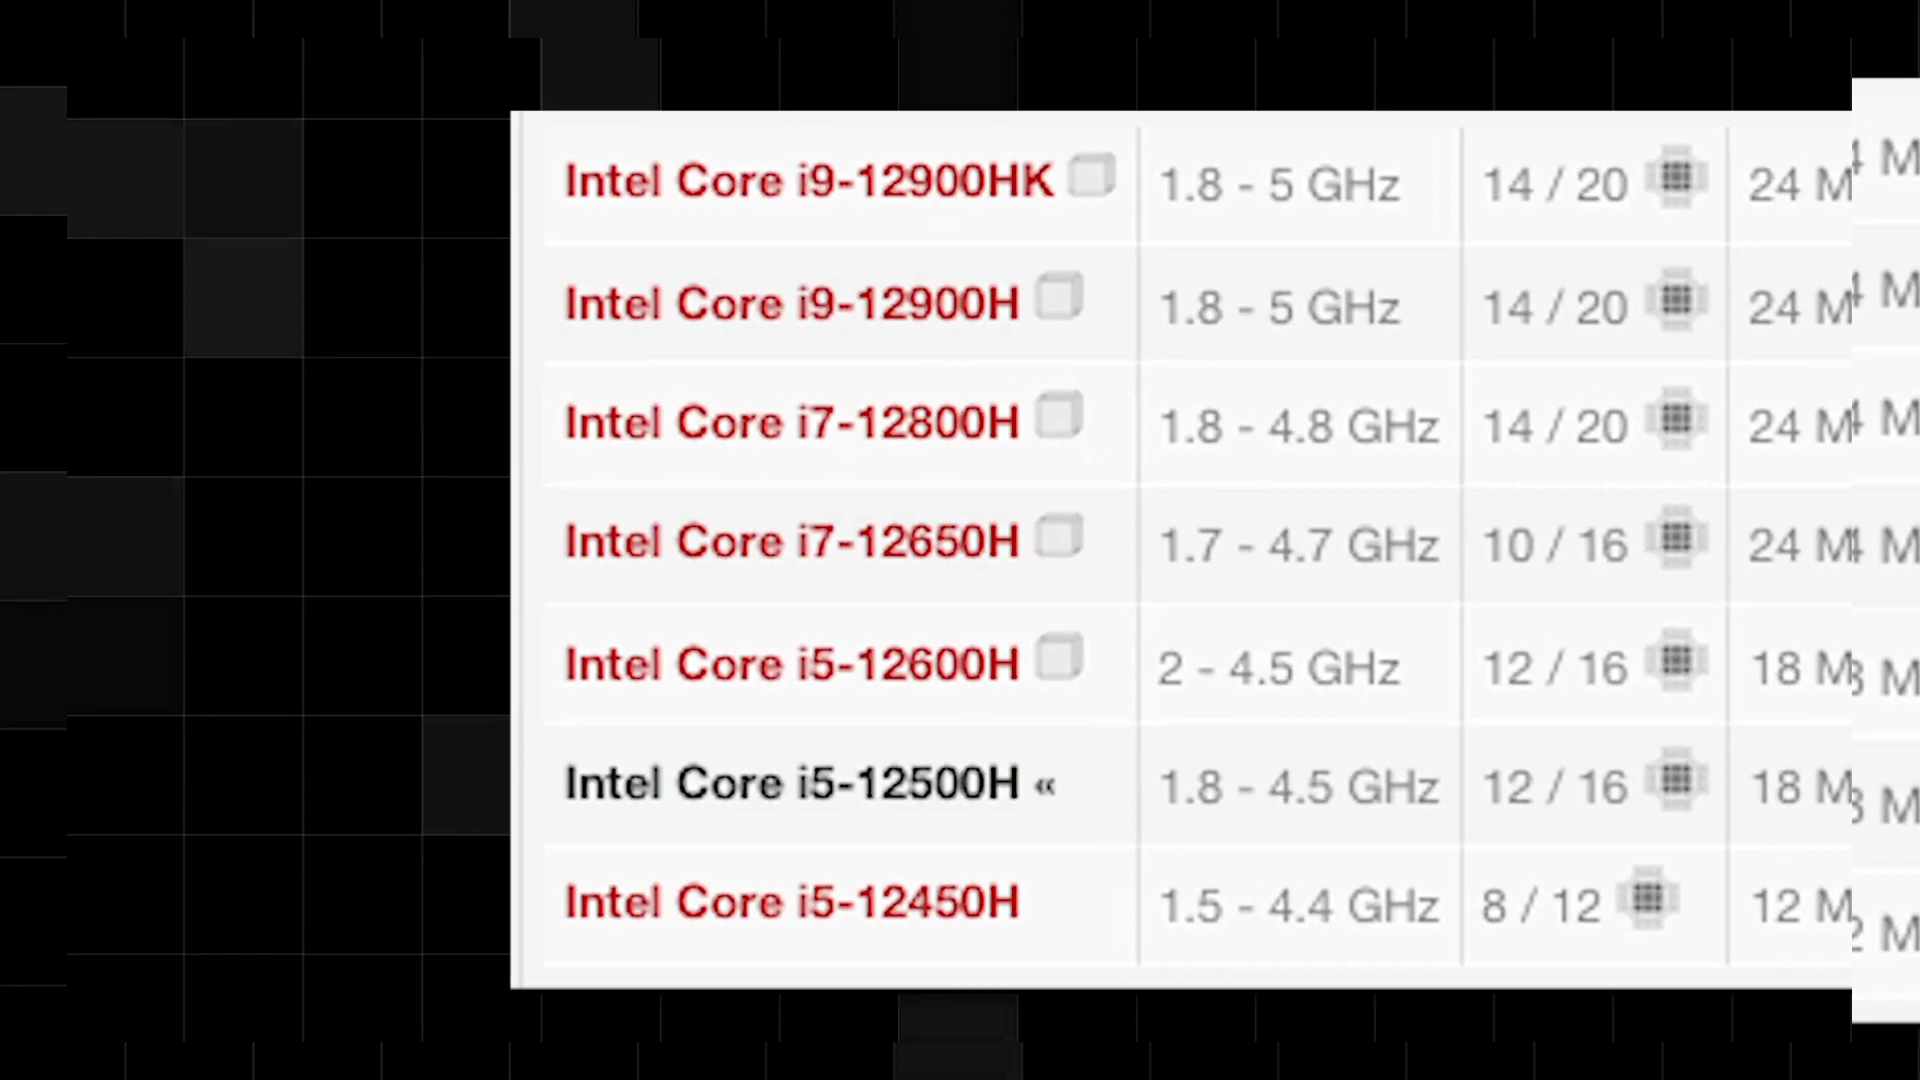 Intel Core i9-12900HK 1.8 - 5 GHz 14 / 20 24 M
Intel Core i9-12900H 1.8 - 5 GHz 14 / 20 24 M
Intel Core i7-12800H 1.8 - 4.8 GHz 14 / 20 24 M
Intel Core i7-12650H 1.7 - 4.7 GHz 10 / 16 24 M
Intel Core i5-12600H 2 - 4.5 GHz 12 / 16 18 M
Intel Core i5-12500H « 1.8 - 4.5 GHz 12 / 16 18 M
Intel Core i5-12450H 1.5 - 4.4 GHz 8 / 12 12 M